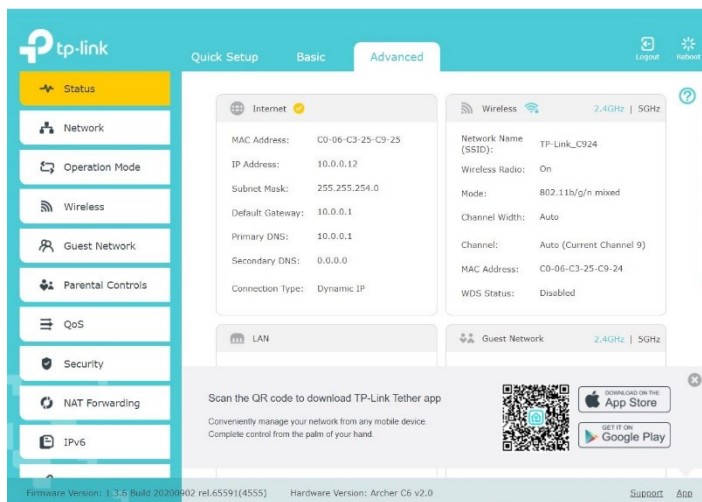 tp-link
Quick Setup Basic Advanced Logout Reboot
Status
Network
Operation Mode
Wireless
Guest Network
Parental Controls
QoS
Security
NAT Forwarding
IPv6
Internet
MAC Address: C0-06-C3-25-C9-25
IP Address: 10.0.0.12
Subnet Mask: 255.255.254.0
Default Gateway: 10.0.0.1
Primary DNS: 10.0.0.1
Secondary DNS: 0.0.0.0
Connection Type: Dynamic IP
Wireless 2.4GHz | 5GHz
Network Name
(SSID): TP-Link_C924
Wireless Radio: On
Mode: 802.11b/g/n mixed
Channel Width: Auto
Channel: Auto (Current Channel 9)
MAC Address: C0-06-C3-25-C9-24
WDS Status: Disabled
LAN
Guest Network 2.4GHz | 5GHz
Scan the QR code to download TP-Link Tether app
Conveniently manage your network from any mobile device.
Complete control from the palm of your hand.
DOWNLOAD ON THE
App Store
GET IT ON
Google Play
Firmware Version: 1.3.6 Build 20200902 rel.65591(4555) Hardware Version: Archer C6 v2.0 Support App